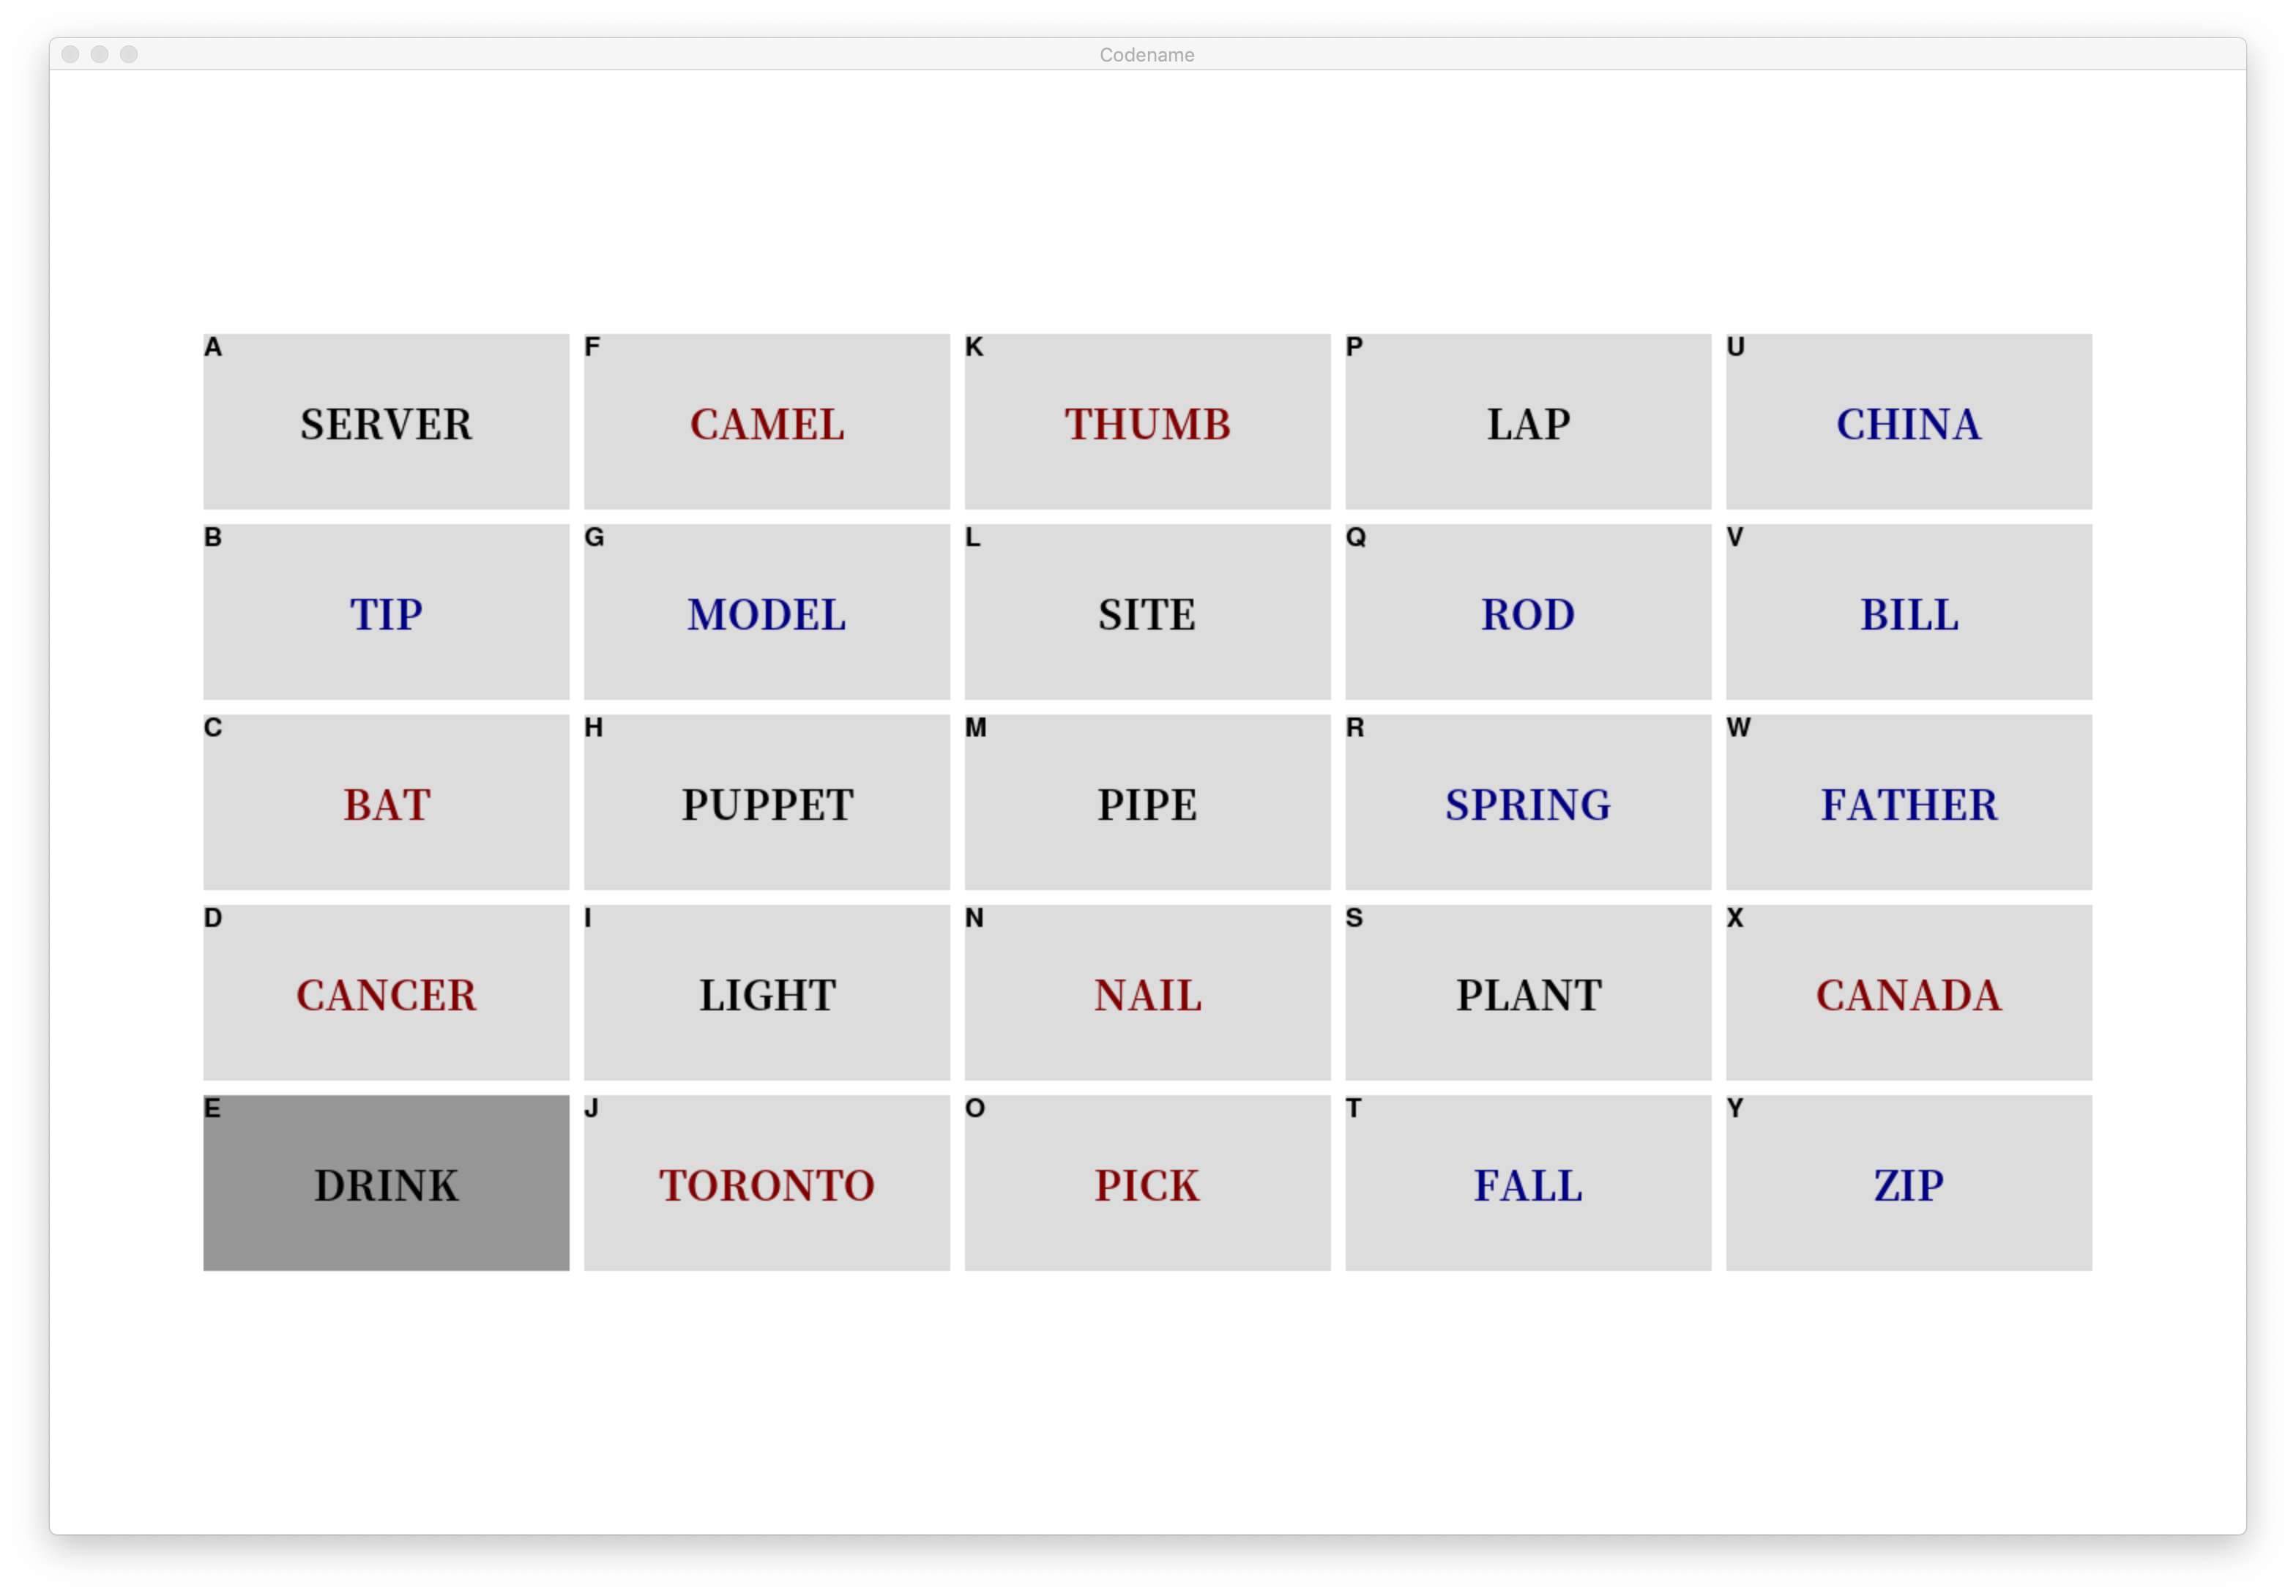 Codename
A
F
K
P
U
SERVER
CAMEL
THUMB
LAP
CHINA
B
G
L
Q
V
TIP
MODEL
SITE
ROD
BILL
C
H
M
R
W
BAT
PUPPET
PIPE
SPRING
FATHER
D
I
N
S
X
CANCER
LIGHT
NAIL
PLANT
CANADA
E
J
O
T
Y
DRINK
TORONTO
PICK
FALL
ZIP